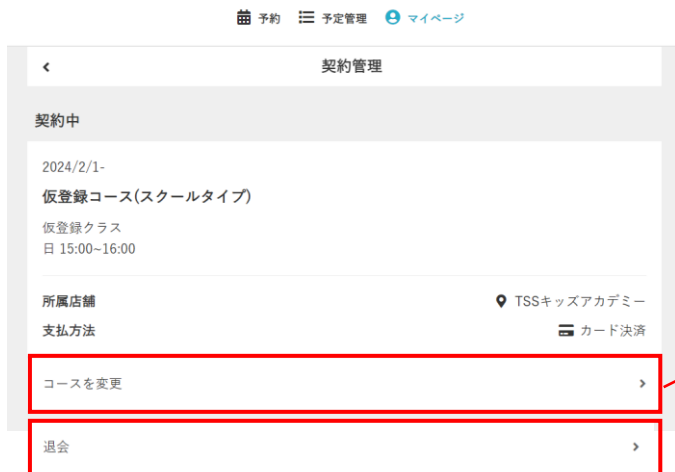 予約 予定管理 マイページ
契約管理
契約中
2024/2/1-
仮登録コース(スクールタイプ)
仮登録クラス
日 15:00~16:00
所属店舗 TSSキッズアカデミー
支払方法 カード決済
コースを変更
退会